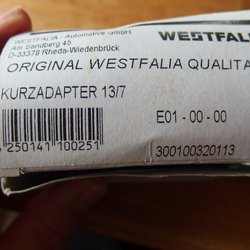 WESTFALIA - Automotive GmbH
Am Sandberg 45
D-33378 Rheda-Wiedenbrück
WESTFAL
ORIGINAL WESTFALIA QUALITÄ
KURZADAPTER 13/7
E01 - 00 - 00
250141 100251
300100320113